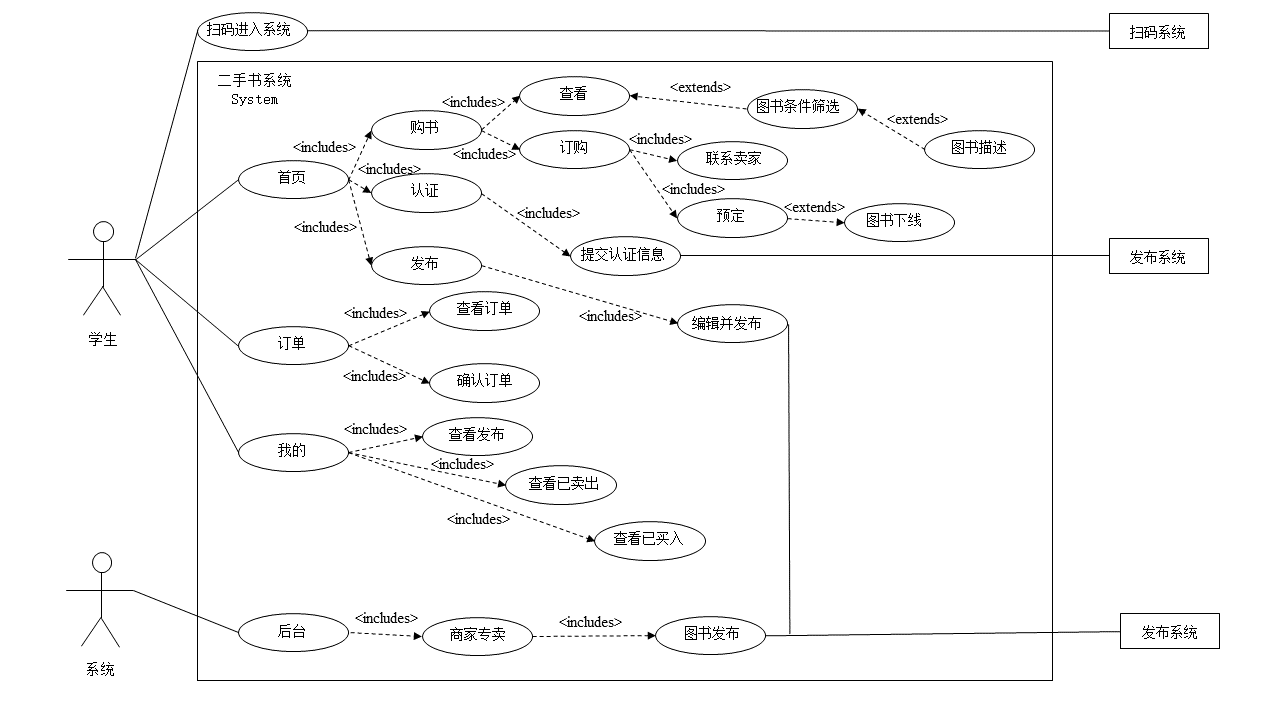 扫码进入系统
扫码系统
二手书系统
System
查看
<extends>
图书条件筛选
<includes>
购书
<extends>
<includes>
订购
<includes>
图书描述
<includes>
联系卖家
<includes>
首页
认证
<includes>
预定
<extends>
<includes>
图书下线
<includes>
发布
提交认证信息
发布系统
学生
<includes>
查看订单
<includes>
编辑并发布
订单
<includes>
确认订单
<includes>
查看发布
我的
<includes>
查看已卖出
<includes>
查看已买入
后台
<includes>
商家专卖
<includes>
图书发布
发布系统
系统